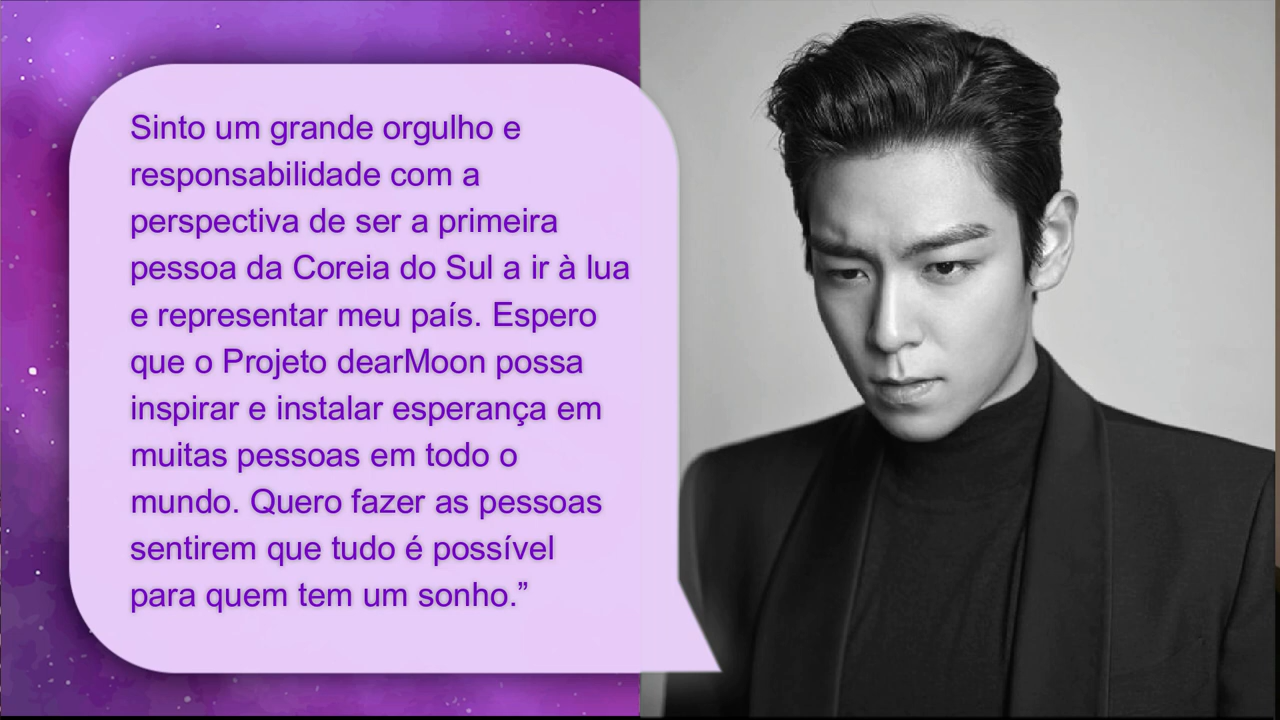 Sinto um grande orgulho e
responsabilidade com a
perspectiva de ser a primeira
pessoa da Coreia do Sul a ir à lua
e representar meu país. Espero
que o Projeto dearMoon possa
inspirar e instalar esperança em
muitas pessoas em todo o
mundo. Quero fazer as pessoas
sentirem que tudo é possível
para quem tem um sonho.”